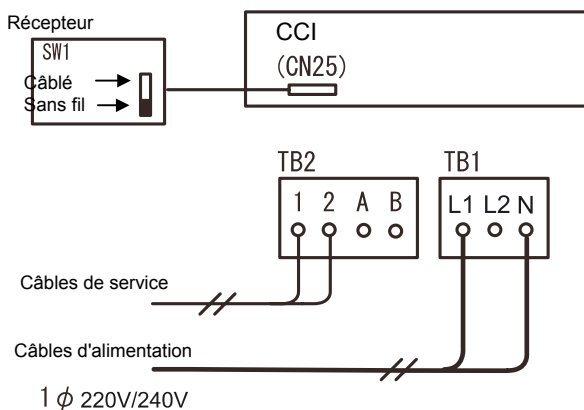 Récepteur
SW1
Câblé
Sans fil
CCI
(CN25)
TB2
1 2 A B
TB1
L1 L2 N
Câbles de service
Câbles d'alimentation
1 ϕ 220V/240V